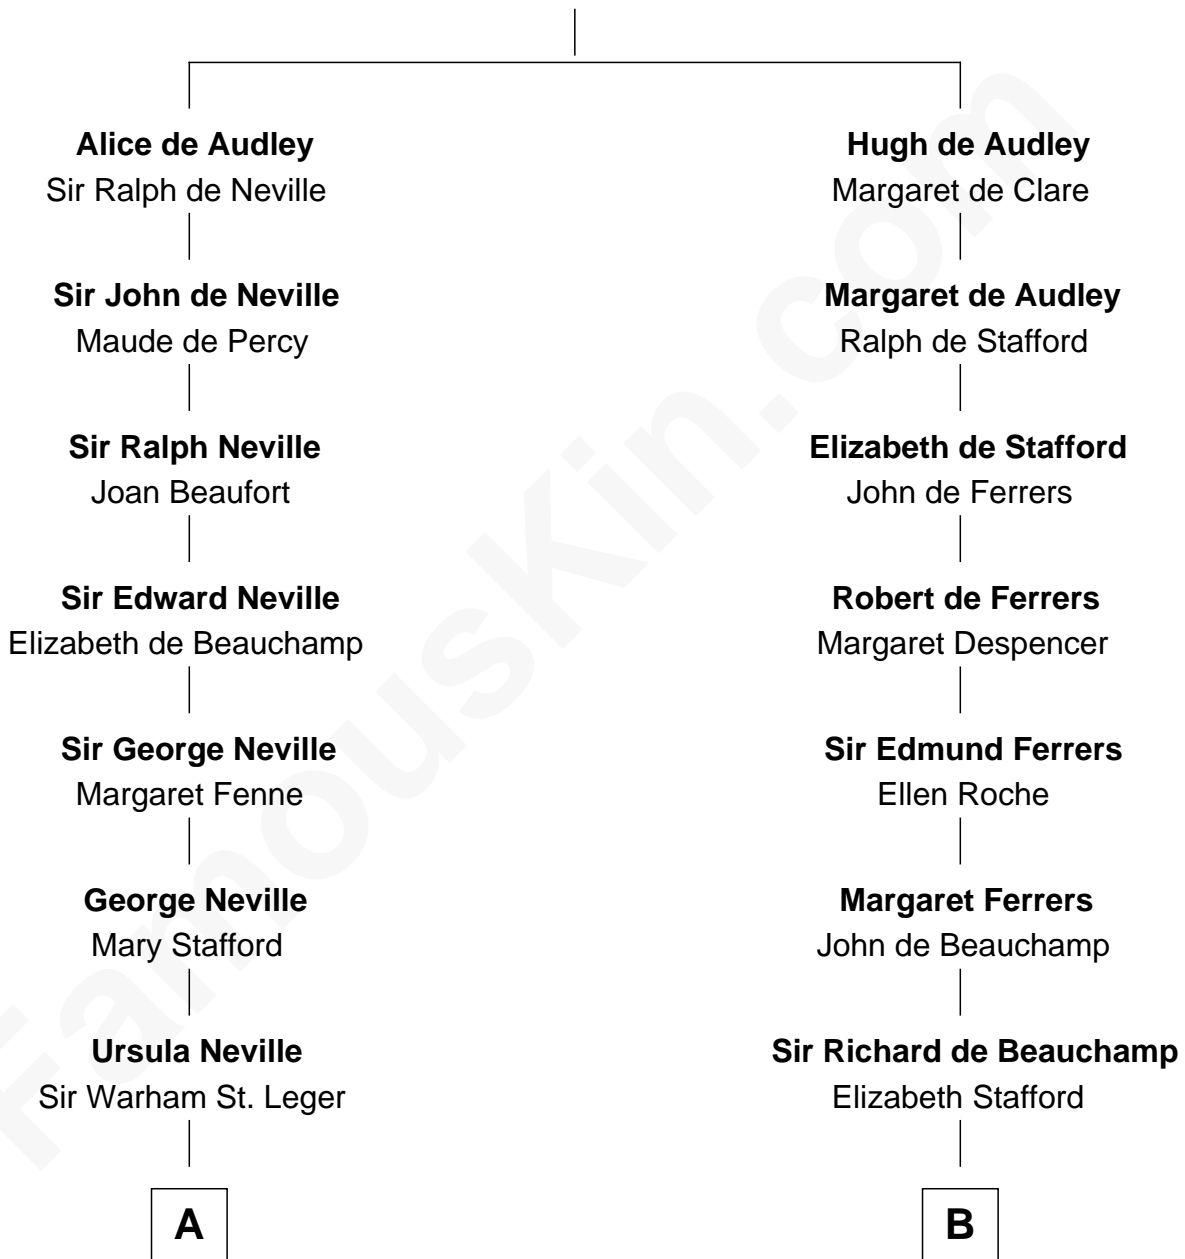 Alice de Audley
Sir Ralph de Neville
Sir John de Neville
Maude de Percy
Sir Ralph Neville
Joan Beaufort
Sir Edward Neville
Elizabeth de Beauchamp
Sir George Neville
Margaret Fenne
George Neville
Mary Stafford
Ursula Neville
Sir Warham St. Leger
A
Hugh de Audley
Margaret de Clare
Margaret de Audley
Ralph de Stafford
Elizabeth de Stafford
John de Ferrers
Robert de Ferrers
Margaret Despencer
Sir Edmund Ferrers
Ellen Roche
Margaret Ferrers
John de Beauchamp
Sir Richard de Beauchamp
Elizabeth Stafford
B
FamousKin.com